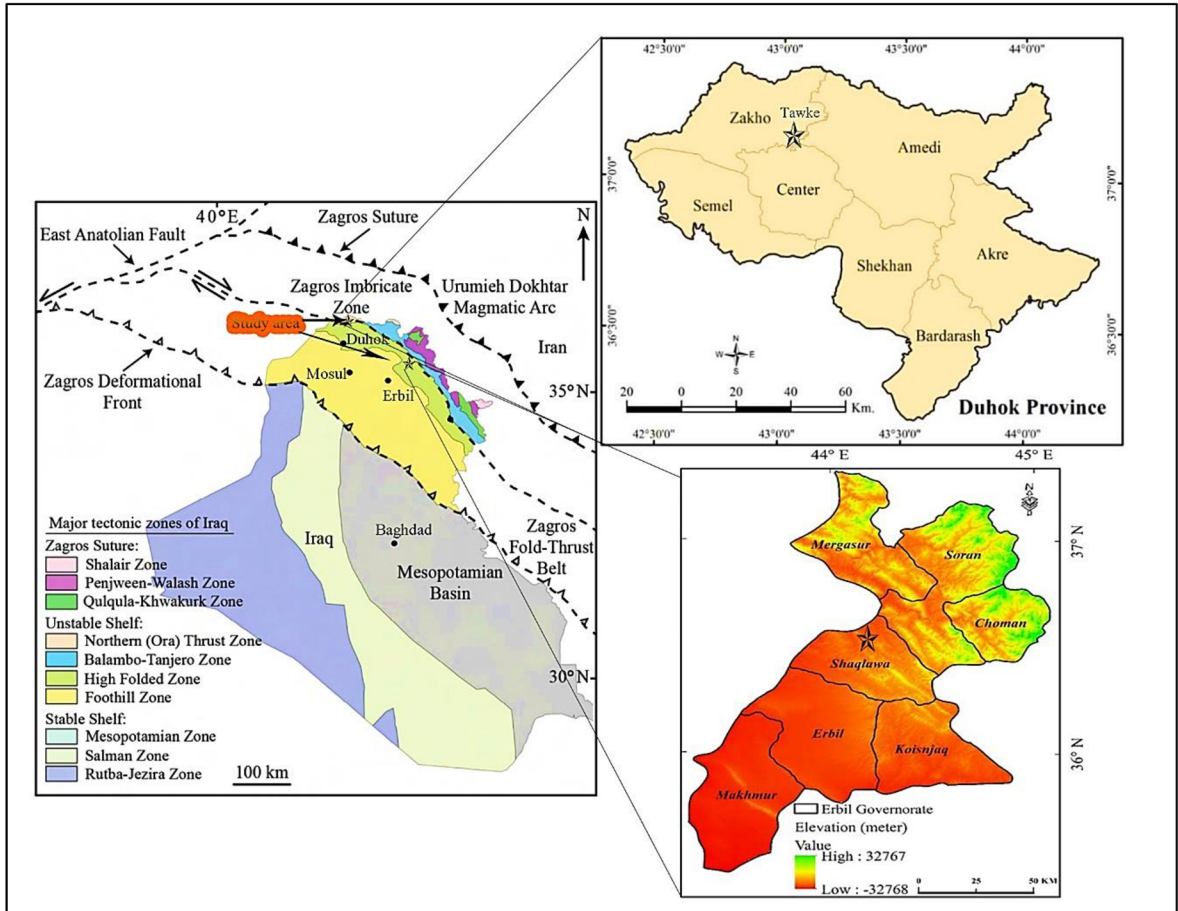 40°E
N
Zagros Suture
East Anatolian Fault
Zagros Imbricate
Zone
Urumieh Dokhtar
Magmatic Arc
Study area
Duhok
Iran
Mosul
Erbil
35°N
Zagros Deformational
Front
Baghdad
Iraq
Mesopotamian
Basin
Zagros
Fold-Thrust
Belt
30°N
Major tectonic zones of Iraq
Zagros Suture:
Shalair Zone
Penjween-Walash Zone
Qulqula-Khwakurk Zone
Unstable Shelf:
Northern (Ora) Thrust Zone
Balambo-Tanjero Zone
High Folded Zone
Foothill Zone
Stable Shelf:
Mesopotamian Zone
Salman Zone
Rutba-Jezira Zone
100 km
42°30'0"E 43°0'0"E 43°30'0"E 44°0'0"E
37°0'0"N
36°30'0"N
37°0'0"N
36°30'0"N
Zakho
Tawke
Amedi
Center
Semel
Shekhan
Akre
Bardarash
N
W E
S
20 0 20 40 60
Km.
Duhok Province
42°30'0"E 43°0'0"E 43°30'0"E 44°0'0"E
44° E 45° E
N
37° N
36° N
Mergasur
Soran
Choman
Shaqlawa
Erbil
Koisnjaq
Makhmur
Erbil Governorate
Elevation (meter)
Value
High : 32767
Low : -32768
0 25 50 KM